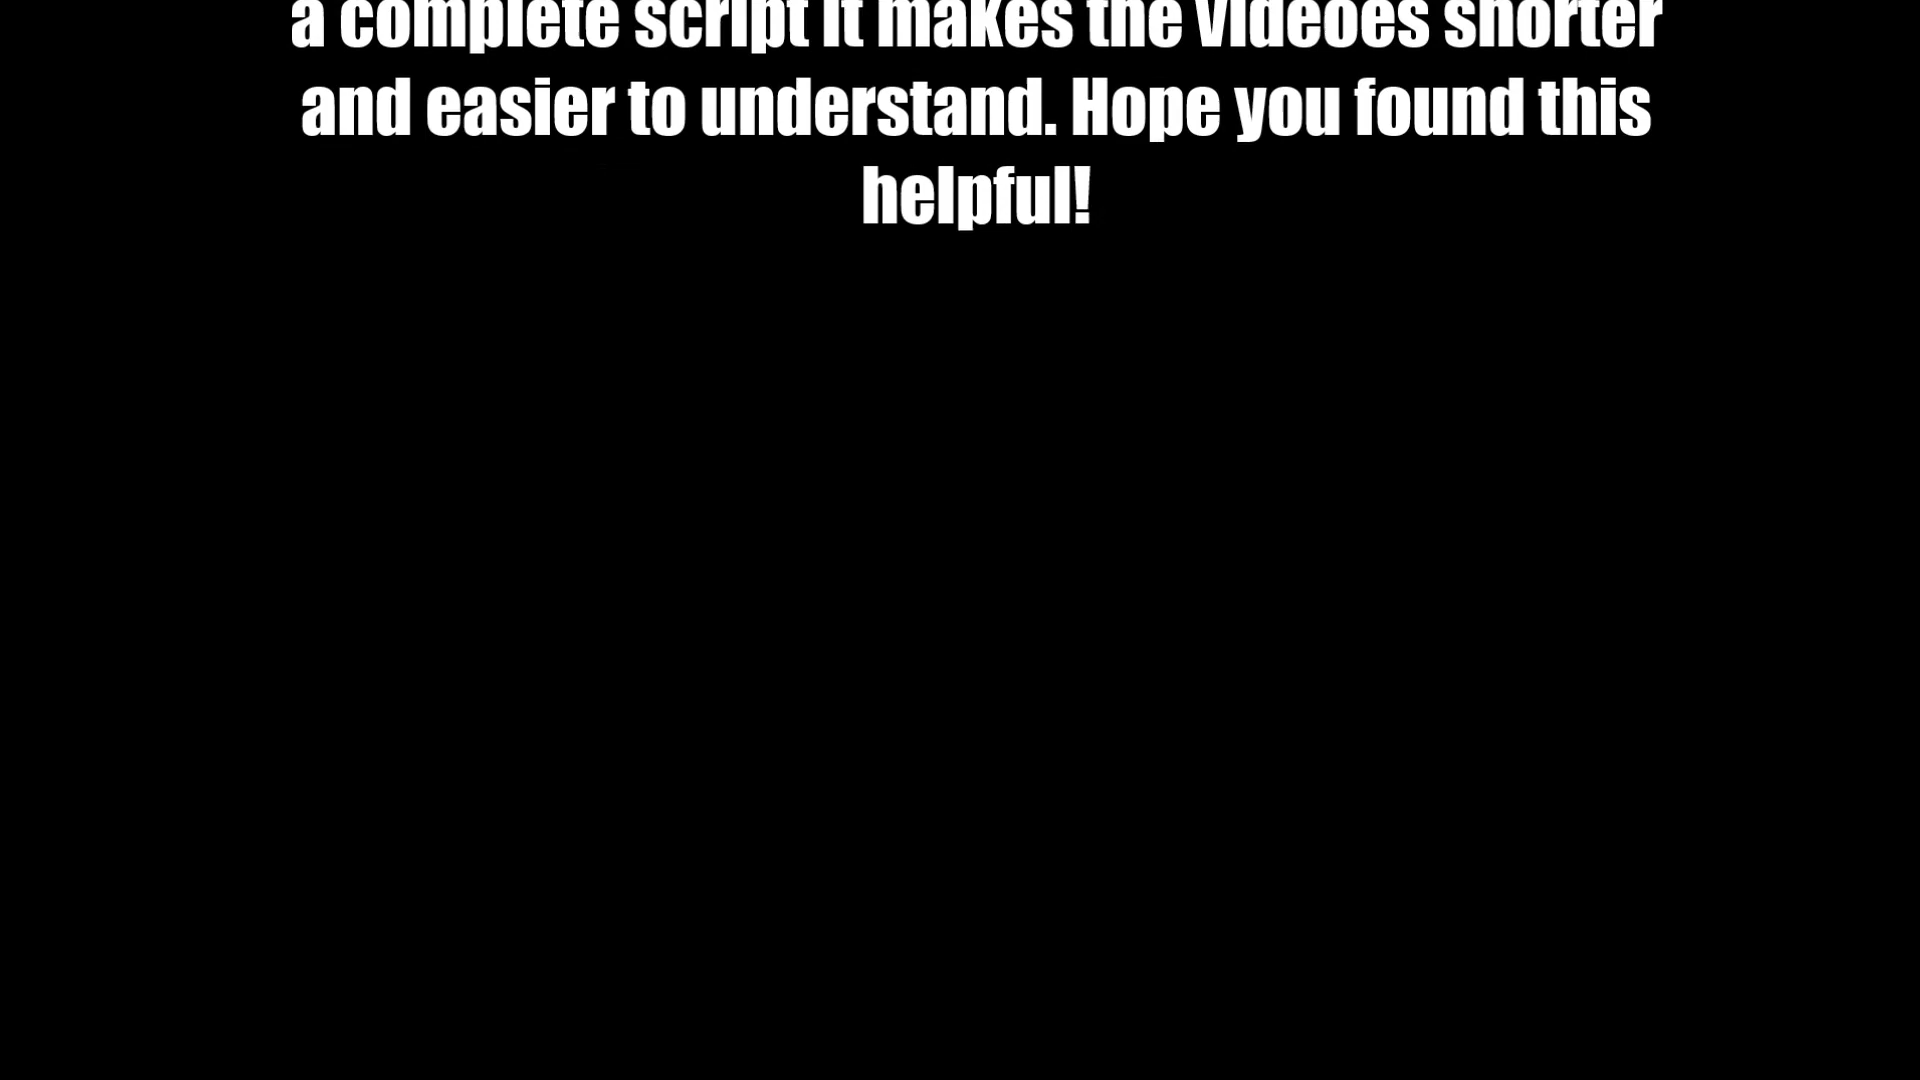 a complete script it makes the videoes shorter
and easier to understand. Hope you found this
helpful!